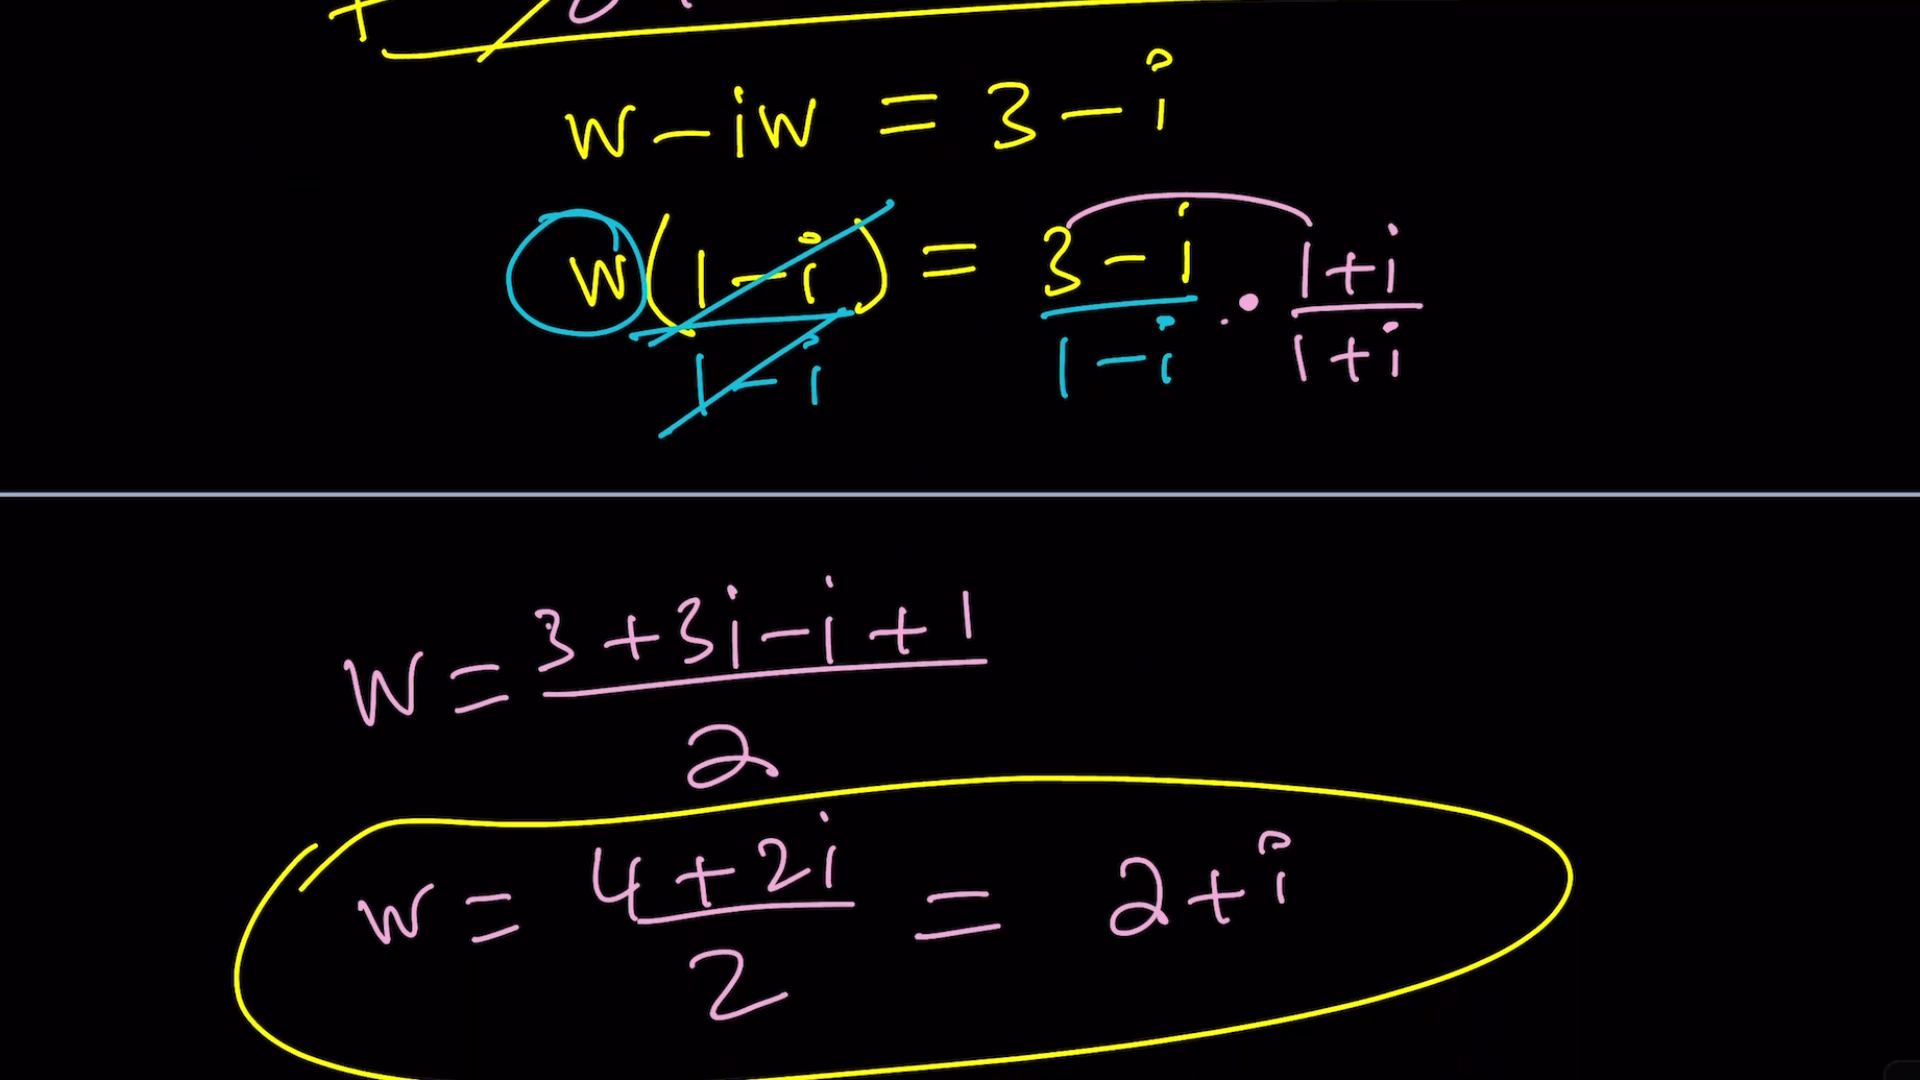 w - iw = 3 - i
w(1 - i) / (1 - i) = (3 - i) / (1 - i) · (1 + i) / (1 + i)
w = (3 + 3i - i + 1) / 2
w = (4 + 2i) / 2 = 2 + i